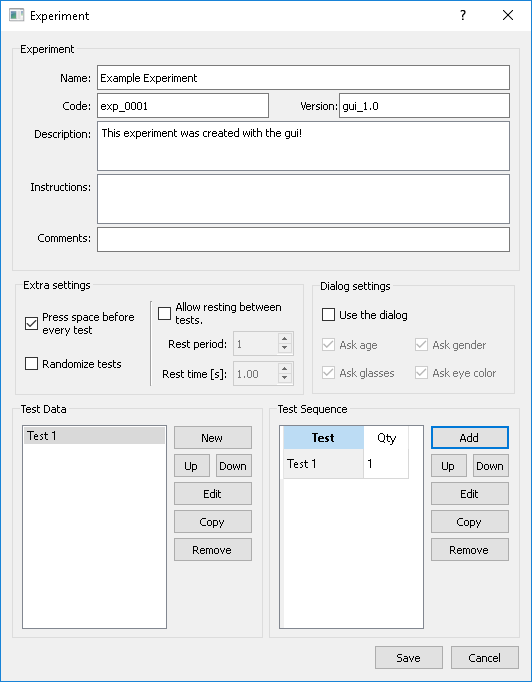 Experiment
?
Experiment
Name: Example Experiment
Code: exp_0001 Version: gui_1.0
Description: This experiment was created with the gui!
Instructions:
Comments:
Extra settings
Press space before
every test
Randomize tests
Allow resting between
tests.
Rest period: 1
Rest time [s]: 1.00
Dialog settings
Use the dialog
Ask age Ask gender
Ask glasses Ask eye color
Test Data
Test 1
New
Up Down
Edit
Copy
Remove
Test Sequence
Test Qty
Test 1 1
Add
Up Down
Edit
Copy
Remove
Save Cancel